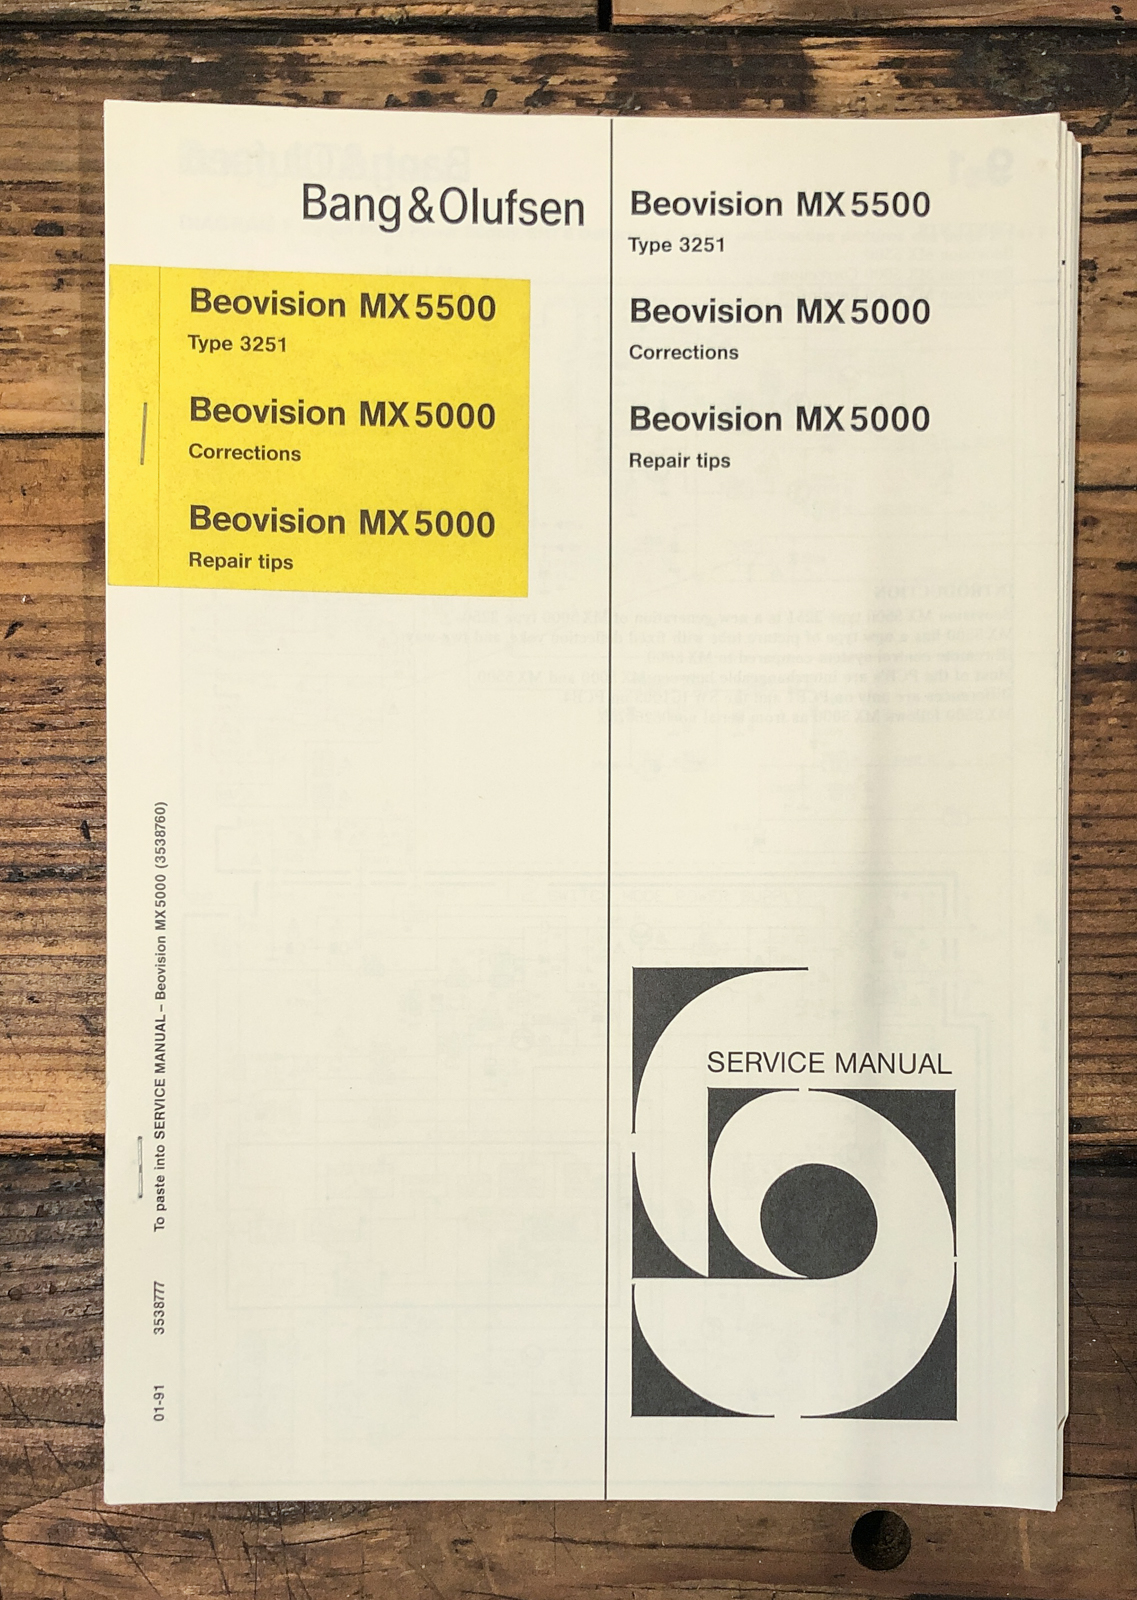 Bang&Olufsen
Beovision MX5500
Type 3251
Beovision MX5000
Corrections
Beovision MX5000
Repair tips
Beovision MX5500
Type 3251
Beovision MX5000
Corrections
Beovision MX5000
Repair tips
SERVICE MANUAL
01-91 3538777 To paste into SERVICE MANUAL – Beovision MX5000 (3538760)